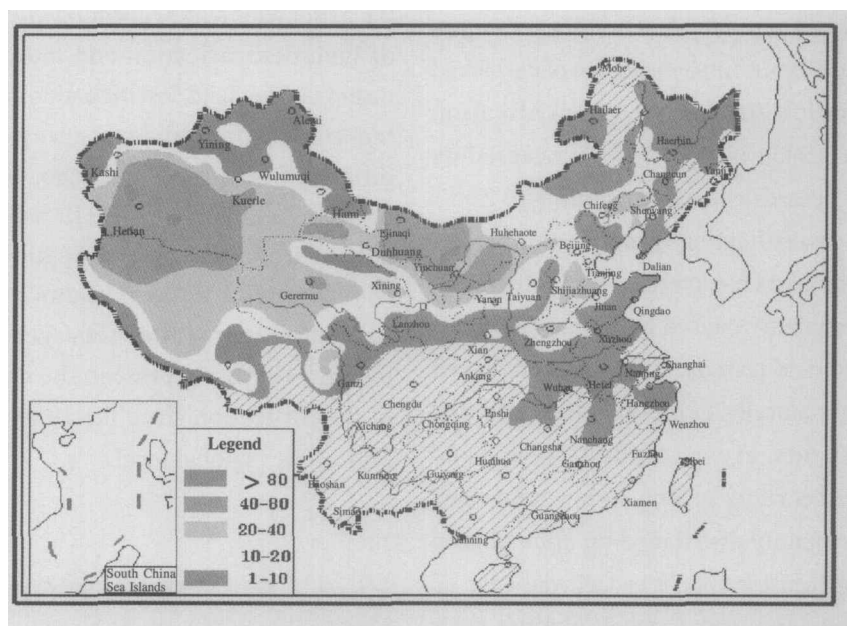 Mohe
Hailaer
Aletai
Yining
Haerbin
Kashi
Wulumuqi
Changcun
Yanji
Kuerle
Hami
Chifeng
Shenyang
Ejinaqi
Hetian
Huhehaote
Dunhuang
Beijing
Yinchuan
Tianjing
Dalian
Xining
Shijiazhuang
Geermu
Yanan
Taiyuan
Jinan
Qingdao
Lanzhou
Zhengzhou
Xuzhou
Xian
Shanghai
Ganzi
Ankang
Nanjing
Wuhan
Hefei
Chengdu
Hangzhou
Enshi
Chongqing
Xichang
Wenzhou
Nanchang
Changsha
Legend
Fuzhou
Huaihua
Ganzhou
Taibei
Kunming
Guiyang
> 80
Baoshan
40-80
Xiamen
Simao
Guangzhou
20-40
Nanning
10-20
South China
Sea Islands
1-10